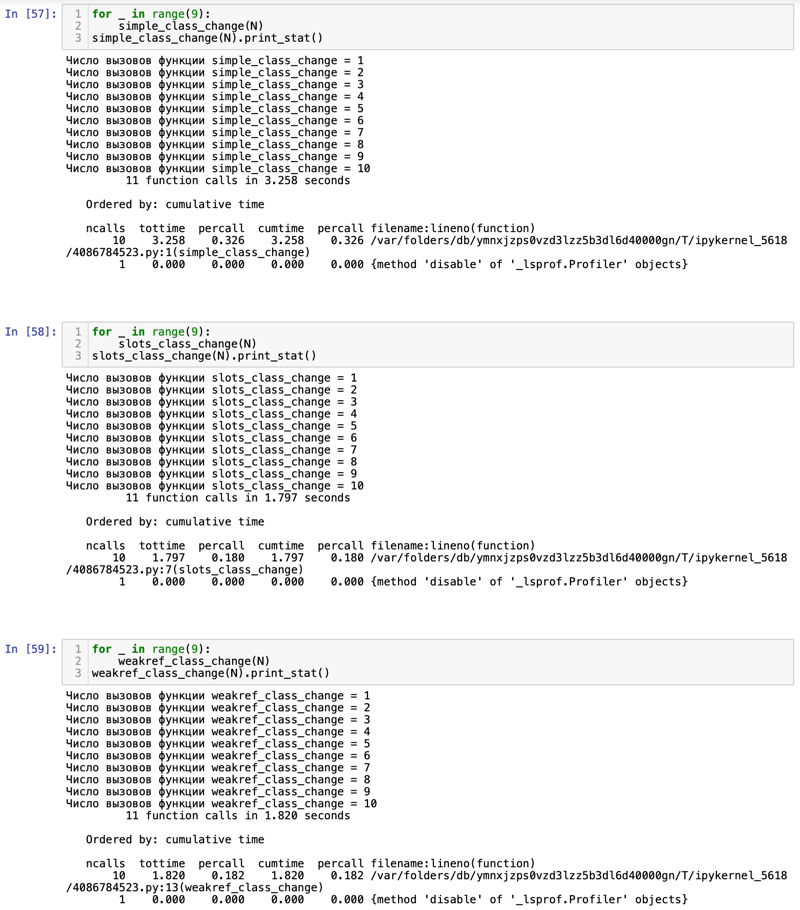 In [57]:
1 for _ in range(9):
2     simple_class_change(N)
3 simple_class_change(N).print_stat()
Число вызовов функции simple_class_change = 1
Число вызовов функции simple_class_change = 2
Число вызовов функции simple_class_change = 3
Число вызовов функции simple_class_change = 4
Число вызовов функции simple_class_change = 5
Число вызовов функции simple_class_change = 6
Число вызовов функции simple_class_change = 7
Число вызовов функции simple_class_change = 8
Число вызовов функции simple_class_change = 9
Число вызовов функции simple_class_change = 10
         11 function calls in 3.258 seconds
   Ordered by: cumulative time
   ncalls  tottime  percall  cumtime  percall filename:lineno(function)
       10    3.258    0.326    3.258    0.326 /var/folders/db/ymnxjzps0vzd3lzz5b3dl6d40000gn/T/ipykernel_5618
/4086784523.py:1(simple_class_change)
        1    0.000    0.000    0.000    0.000 {method 'disable' of '_lsprof.Profiler' objects}
In [58]:
1 for _ in range(9):
2     slots_class_change(N)
3 slots_class_change(N).print_stat()
Число вызовов функции slots_class_change = 1
Число вызовов функции slots_class_change = 2
Число вызовов функции slots_class_change = 3
Число вызовов функции slots_class_change = 4
Число вызовов функции slots_class_change = 5
Число вызовов функции slots_class_change = 6
Число вызовов функции slots_class_change = 7
Число вызовов функции slots_class_change = 8
Число вызовов функции slots_class_change = 9
Число вызовов функции slots_class_change = 10
         11 function calls in 1.797 seconds
   Ordered by: cumulative time
   ncalls  tottime  percall  cumtime  percall filename:lineno(function)
       10    1.797    0.180    1.797    0.180 /var/folders/db/ymnxjzps0vzd3lzz5b3dl6d40000gn/T/ipykernel_5618
/4086784523.py:7(slots_class_change)
        1    0.000    0.000    0.000    0.000 {method 'disable' of '_lsprof.Profiler' objects}
In [59]:
1 for _ in range(9):
2     weakref_class_change(N)
3 weakref_class_change(N).print_stat()
Число вызовов функции weakref_class_change = 1
Число вызовов функции weakref_class_change = 2
Число вызовов функции weakref_class_change = 3
Число вызовов функции weakref_class_change = 4
Число вызовов функции weakref_class_change = 5
Число вызовов функции weakref_class_change = 6
Число вызовов функции weakref_class_change = 7
Число вызовов функции weakref_class_change = 8
Число вызовов функции weakref_class_change = 9
Число вызовов функции weakref_class_change = 10
         11 function calls in 1.820 seconds
   Ordered by: cumulative time
   ncalls  tottime  percall  cumtime  percall filename:lineno(function)
       10    1.820    0.182    1.820    0.182 /var/folders/db/ymnxjzps0vzd3lzz5b3dl6d40000gn/T/ipykernel_5618
/4086784523.py:13(weakref_class_change)
        1    0.000    0.000    0.000    0.000 {method 'disable' of '_lsprof.Profiler' objects}